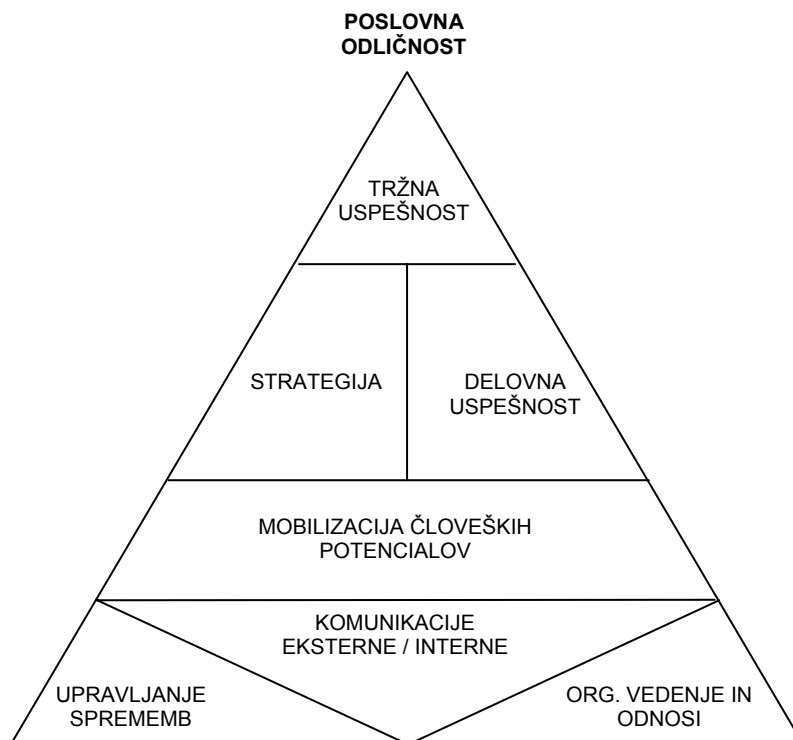 POSLOVNA
ODLIČNOST
TRŽNA
USPEŠNOST
STRATEGIJA
DELOVNA
USPEŠNOST
MOBILIZACIJA ČLOVEŠKIH
POTENCIALOV
KOMUNIKACIJE
EKSTERNE / INTERNE
UPRAVLJANJE
SPREMEMB
ORG. VEDENJE IN
ODNOSI